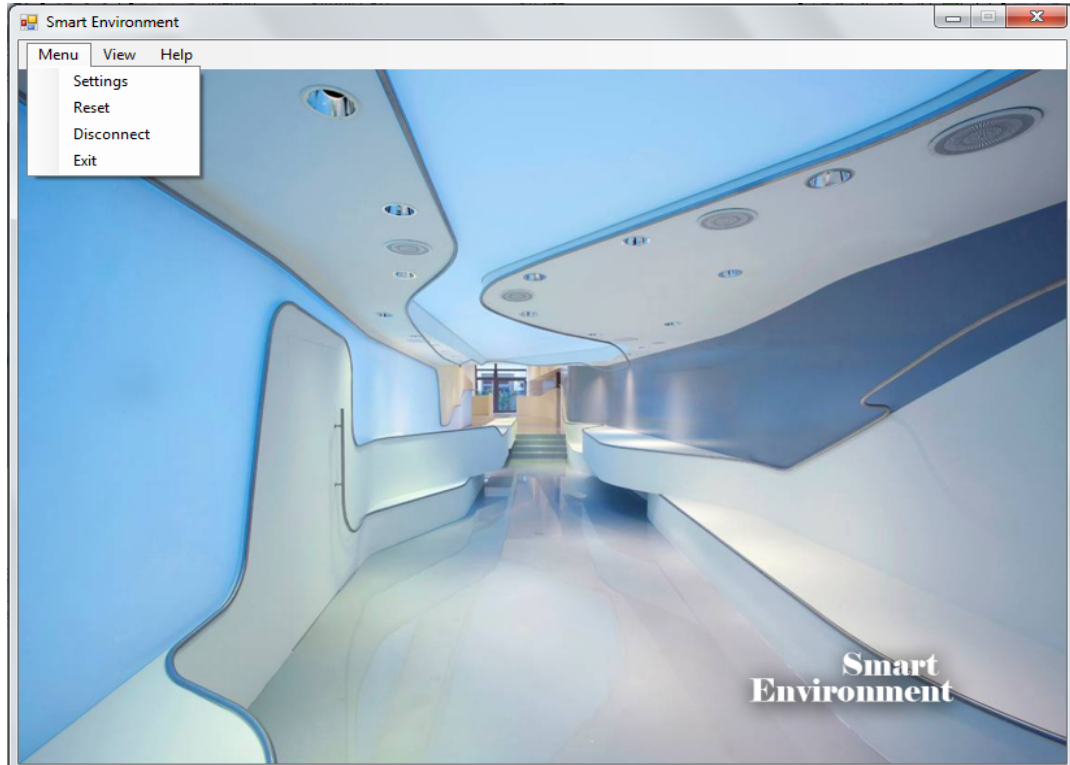 Smart Environment
Menu View Help
Settings
Reset
Disconnect
Exit
Smart
Environment